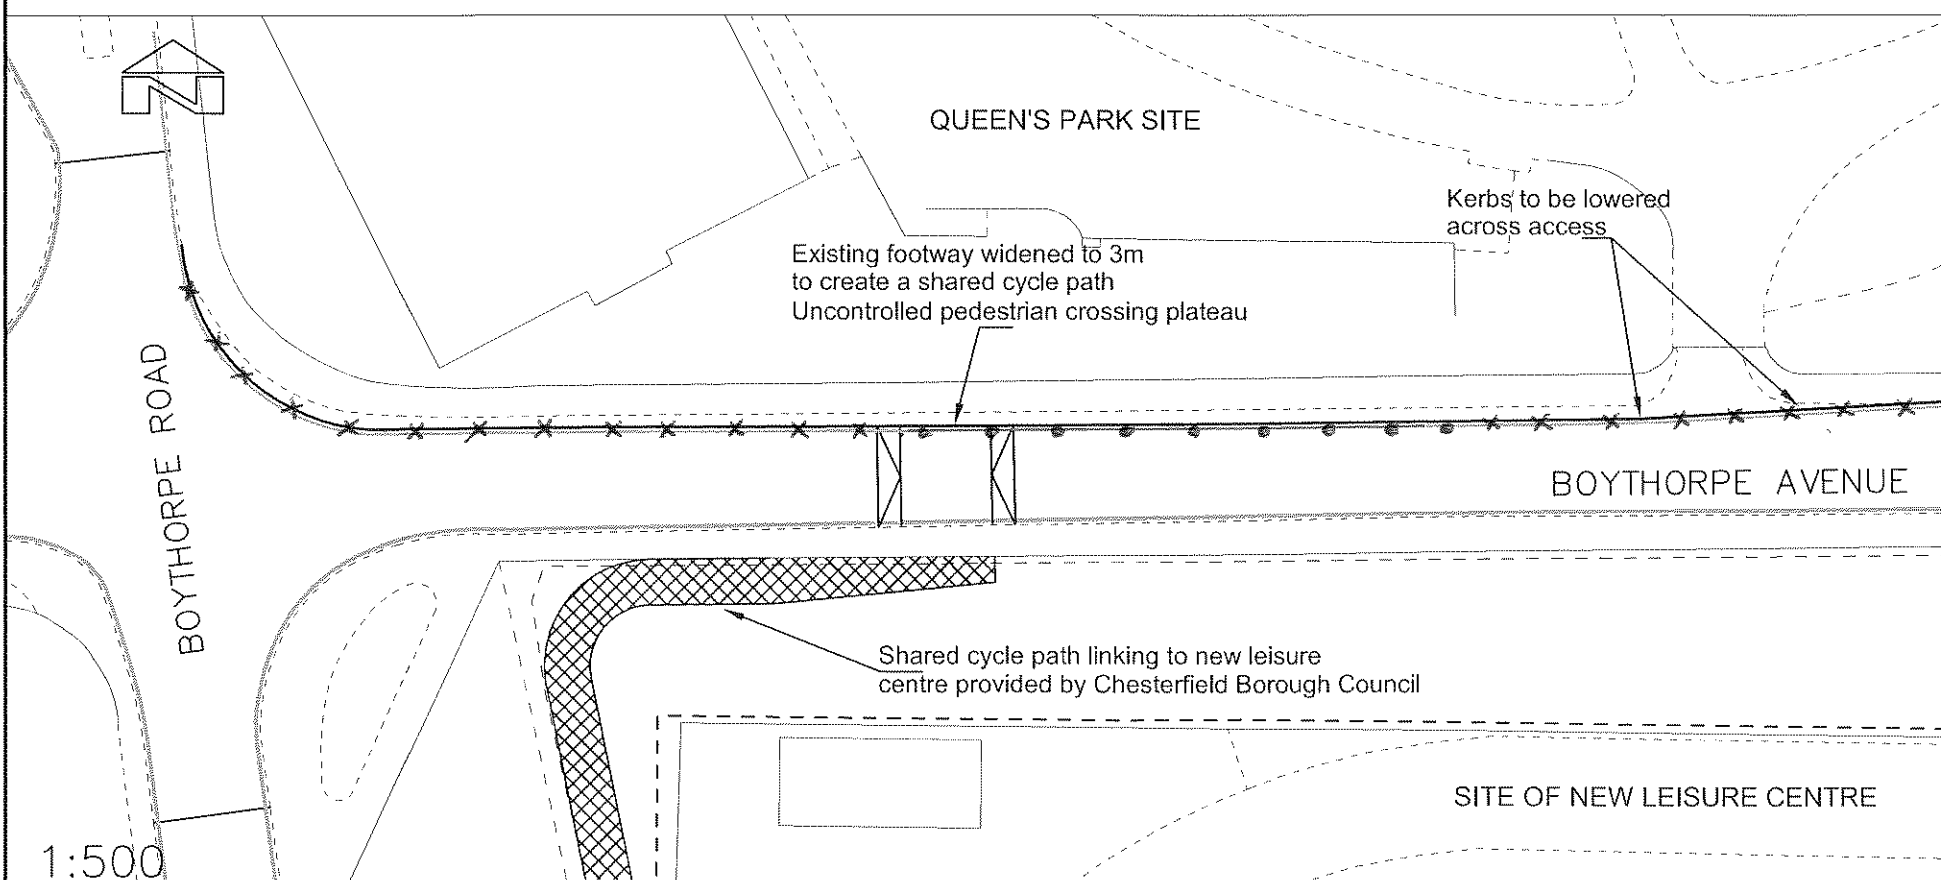 N
QUEEN'S PARK SITE
Kerbs to be lowered
across access
Existing footway widened to 3m
to create a shared cycle path
Uncontrolled pedestrian crossing plateau
BOYTHORPE ROAD
BOYTHORPE AVENUE
Shared cycle path linking to new leisure
centre provided by Chesterfield Borough Council
SITE OF NEW LEISURE CENTRE
1:500